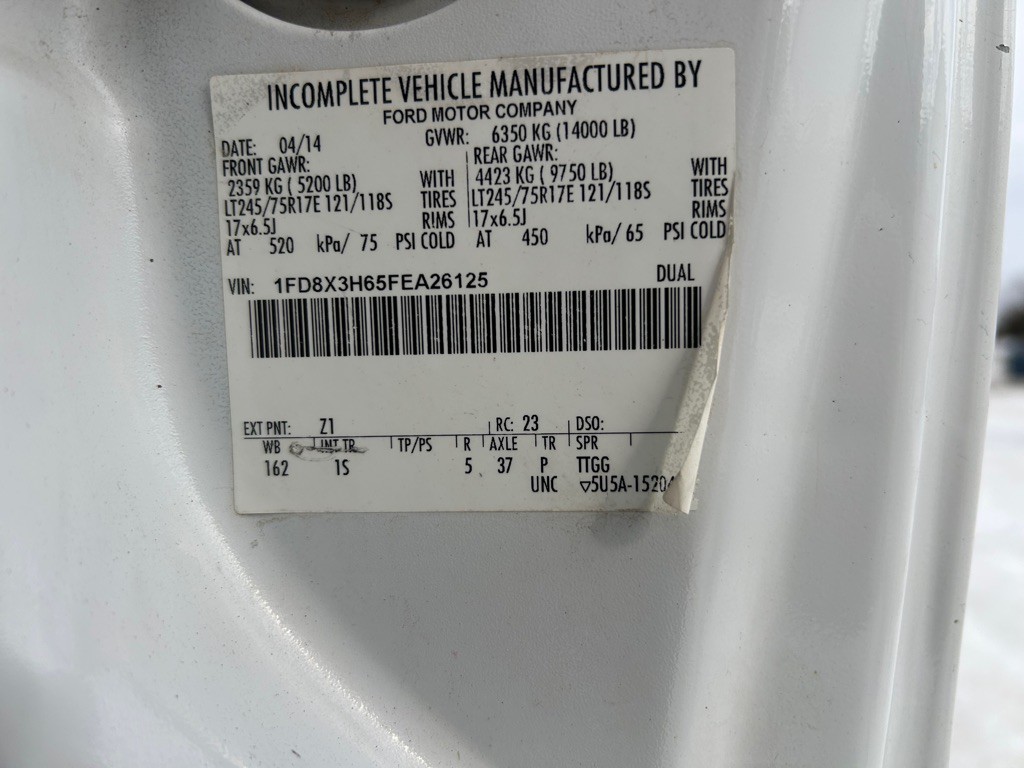 INCOMPLETE VEHICLE MANUFACTURED BY
FORD MOTOR COMPANY
DATE: 04/14 GVWR: 6350 KG (14000 LB)
FRONT GAWR: REAR GAWR:
2359 KG ( 5200 LB) WITH 4423 KG ( 9750 LB) WITH
LT245/75R17E 121/118S TIRES LT245/75R17E 121/118S TIRES
17x6.5J RIMS 17x6.5J RIMS
AT 520 kPa/ 75 PSI COLD AT 450 kPa/ 65 PSI COLD
VIN: 1FD8X3H65FEA26125 DUAL
EXT PNT: Z1 RC: 23 DSO:
WB INT TR TP/PS R AXLE TR SPR
162 1S 5 37 P TTGG
UNC ▽5U5A-1520